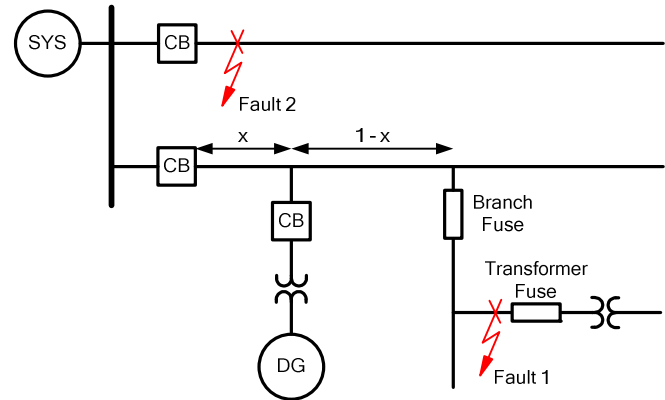 SYS
CB
Fault 2
x
1 - x
CB
CB
Branch
Fuse
Transformer
Fuse
DG
Fault 1